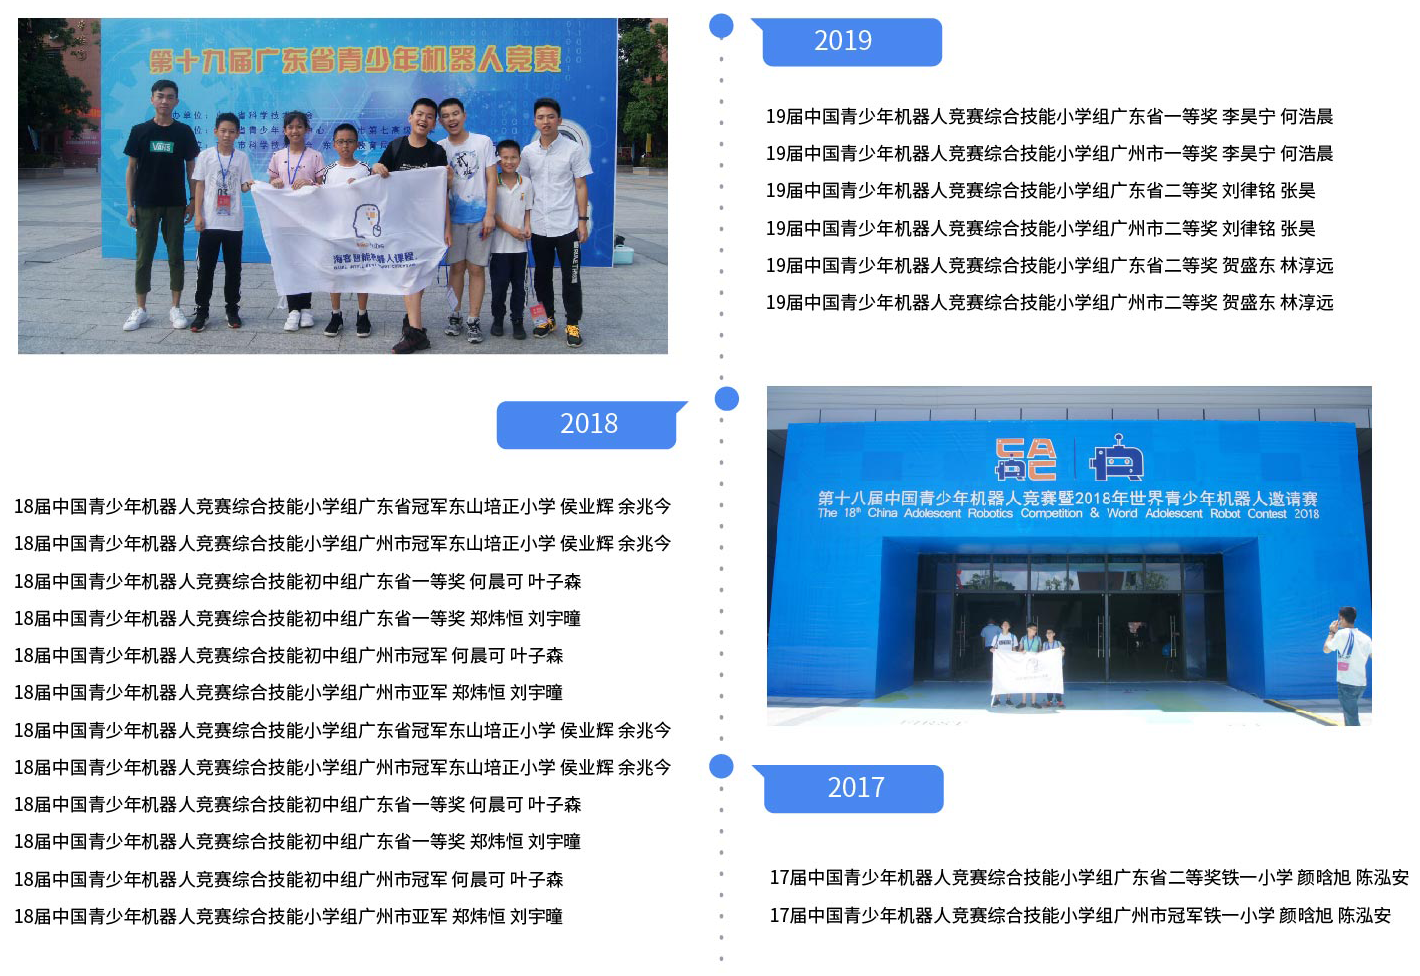 第十九届广东省青少年机器人竞赛
2019
19届中国青少年机器人竞赛综合技能小学组广东省一等奖 李昊宁 何浩晨
19届中国青少年机器人竞赛综合技能小学组广州市一等奖 李昊宁 何浩晨
19届中国青少年机器人竞赛综合技能小学组广东省二等奖 刘律铭 张昊
19届中国青少年机器人竞赛综合技能小学组广州市二等奖 刘律铭 张昊
19届中国青少年机器人竞赛综合技能小学组广东省二等奖 贺盛东 林淳远
19届中国青少年机器人竞赛综合技能小学组广州市二等奖 贺盛东 林淳远
2018
18届中国青少年机器人竞赛综合技能小学组广东省冠军东山培正小学 侯业辉 余兆今
18届中国青少年机器人竞赛综合技能小学组广州市冠军东山培正小学 侯业辉 余兆今
18届中国青少年机器人竞赛综合技能初中组广东省一等奖 何晨可 叶子森
18届中国青少年机器人竞赛综合技能初中组广东省一等奖 郑炜恒 刘宇曈
18届中国青少年机器人竞赛综合技能初中组广州市冠军 何晨可 叶子森
18届中国青少年机器人竞赛综合技能小学组广州市亚军 郑炜恒 刘宇曈
18届中国青少年机器人竞赛综合技能小学组广东省冠军东山培正小学 侯业辉 余兆今
18届中国青少年机器人竞赛综合技能小学组广州市冠军东山培正小学 侯业辉 余兆今
18届中国青少年机器人竞赛综合技能初中组广东省一等奖 何晨可 叶子森
18届中国青少年机器人竞赛综合技能初中组广东省一等奖 郑炜恒 刘宇曈
18届中国青少年机器人竞赛综合技能初中组广州市冠军 何晨可 叶子森
18届中国青少年机器人竞赛综合技能小学组广州市亚军 郑炜恒 刘宇曈
CARC
第十八届中国青少年机器人竞赛暨2018年世界青少年机器人邀请赛
The 18th China Adolescent Robotics Competition & World Adolescent Robot Contest 2018
2017
17届中国青少年机器人竞赛综合技能小学组广东省二等奖铁一小学 颜晗旭 陈泓安
17届中国青少年机器人竞赛综合技能小学组广州市冠军铁一小学 颜晗旭 陈泓安